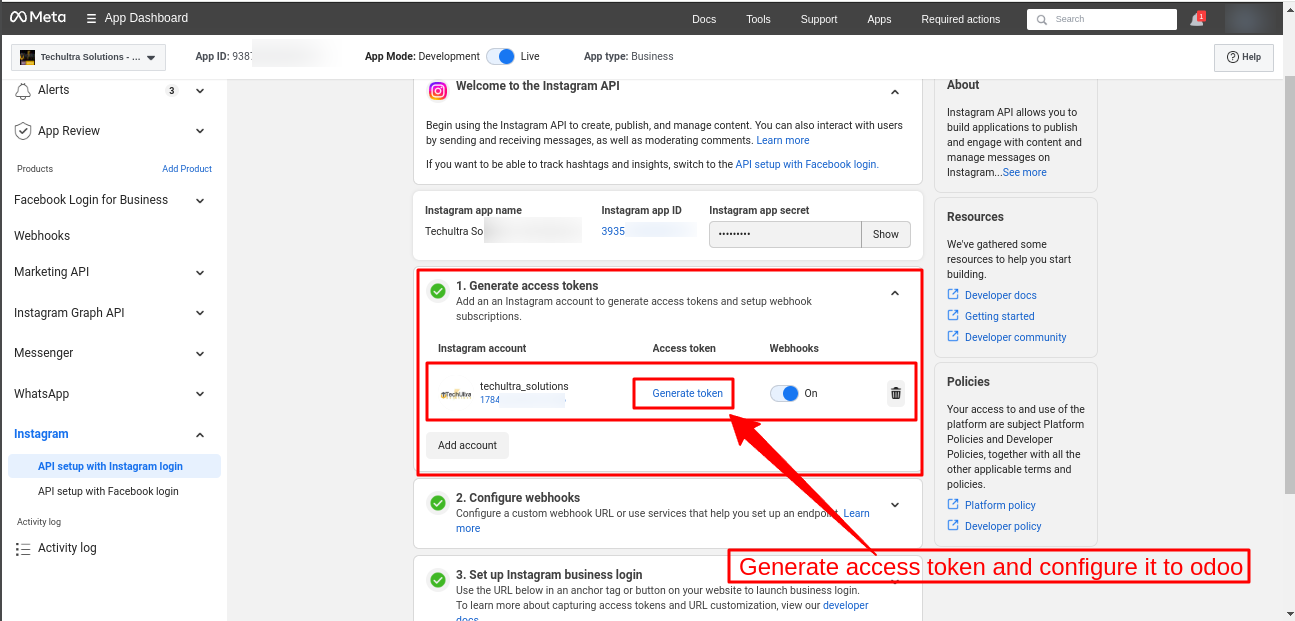 Meta
App Dashboard
Docs
Tools
Support
Apps
Required actions
Search
1
Techultra Solutions - ...
App ID: 938
App Mode: Development
Live
App type: Business
Help
Alerts
3
App Review
Products
Add Product
Facebook Login for Business
Webhooks
Marketing API
Instagram Graph API
Messenger
WhatsApp
Instagram
API setup with Instagram login
API setup with Facebook login
Activity log
Activity log
Welcome to the Instagram API
Begin using the Instagram API to create, publish, and manage content. You can also interact with users
by sending and receiving messages, as well as moderating comments. Learn more
If you want to be able to track hashtags and insights, switch to the API setup with Facebook login.
Instagram app name
Techultra So
Instagram app ID
3935
Instagram app secret
•••••••••
Show
1. Generate access tokens
Add an an Instagram account to generate access tokens and setup webhook
subscriptions.
Instagram account
Access token
Webhooks
techultra_solutions
1784
Generate token
On
Add account
2. Configure webhooks
Configure a custom webhook URL or use services that help you set up an endpoint. Learn
more
3. Set up Instagram business login
Use the URL below in an anchor tag or button on your website to launch business login.
To learn more about capturing access tokens and URL customization, view our developer
docs.
Generate access token and configure it to odoo
About
Instagram API allows you to
build applications to publish
and engage with content and
manage messages on
Instagram...See more
Resources
We've gathered some
resources to help you start
building.
Developer docs
Getting started
Developer community
Policies
Your access to and use of the
platform are subject Platform
Policies and Developer
Policies, together with all the
other applicable terms and
policies.
Platform policy
Developer policy